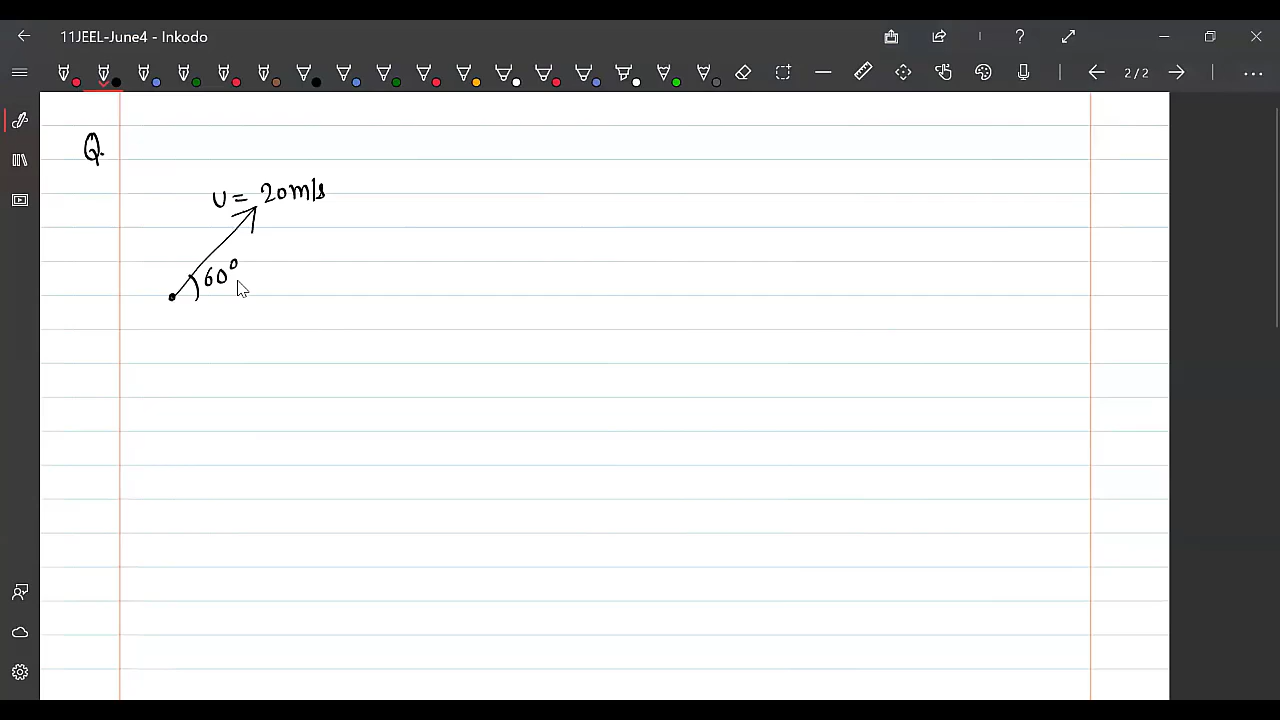 11JEEL-June4 - Inkodo
2/2
Q.
u = 20m/s
60°